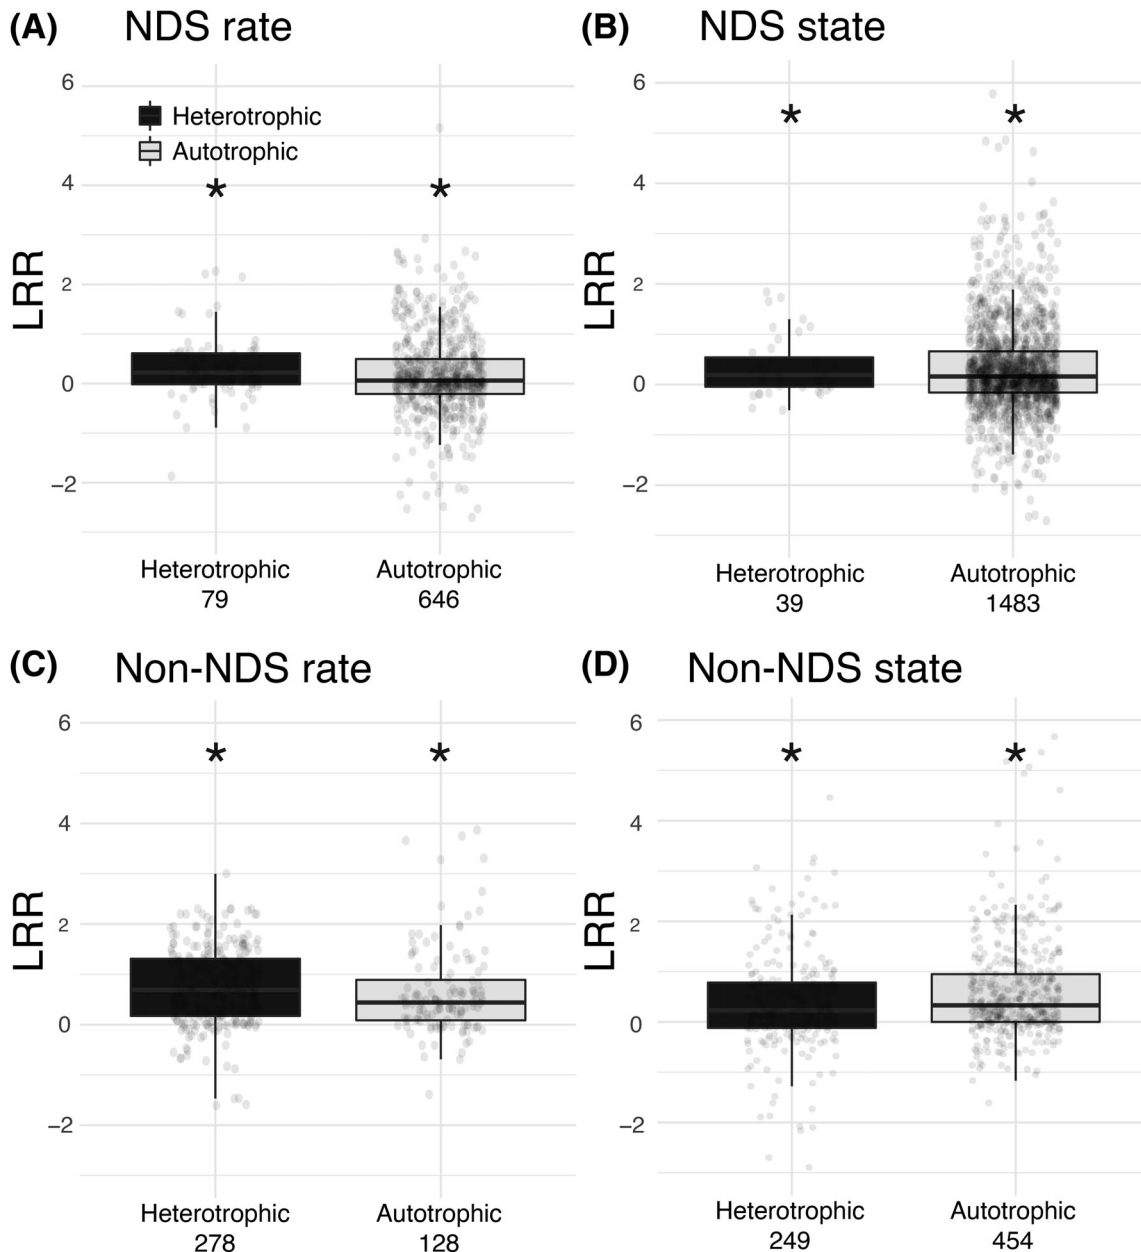 (A) NDS rate
6
4
2
0
−2
LRR
Heterotrophic
Autotrophic
* *
Heterotrophic Autotrophic
79 646
(B) NDS state
6
4
2
0
−2
LRR
* *
Heterotrophic Autotrophic
39 1483
(C) Non-NDS rate
6
4
2
0
−2
LRR
* *
Heterotrophic Autotrophic
278 128
(D) Non-NDS state
6
4
2
0
−2
LRR
* *
Heterotrophic Autotrophic
249 454